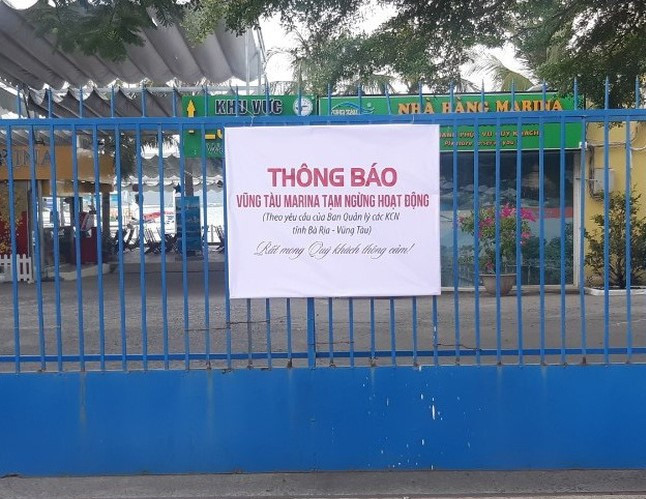 KHU VỰC
NHÀ HÀNG MARINA
RINA
THÔNG BÁO
VŨNG TÀU MARINA TẠM NGỪNG HOẠT ĐỘNG
(Theo yêu cầu của Ban Quản lý các KCN
tỉnh Bà Rịa - Vũng Tàu)
Rất mong Quý khách thông cảm!